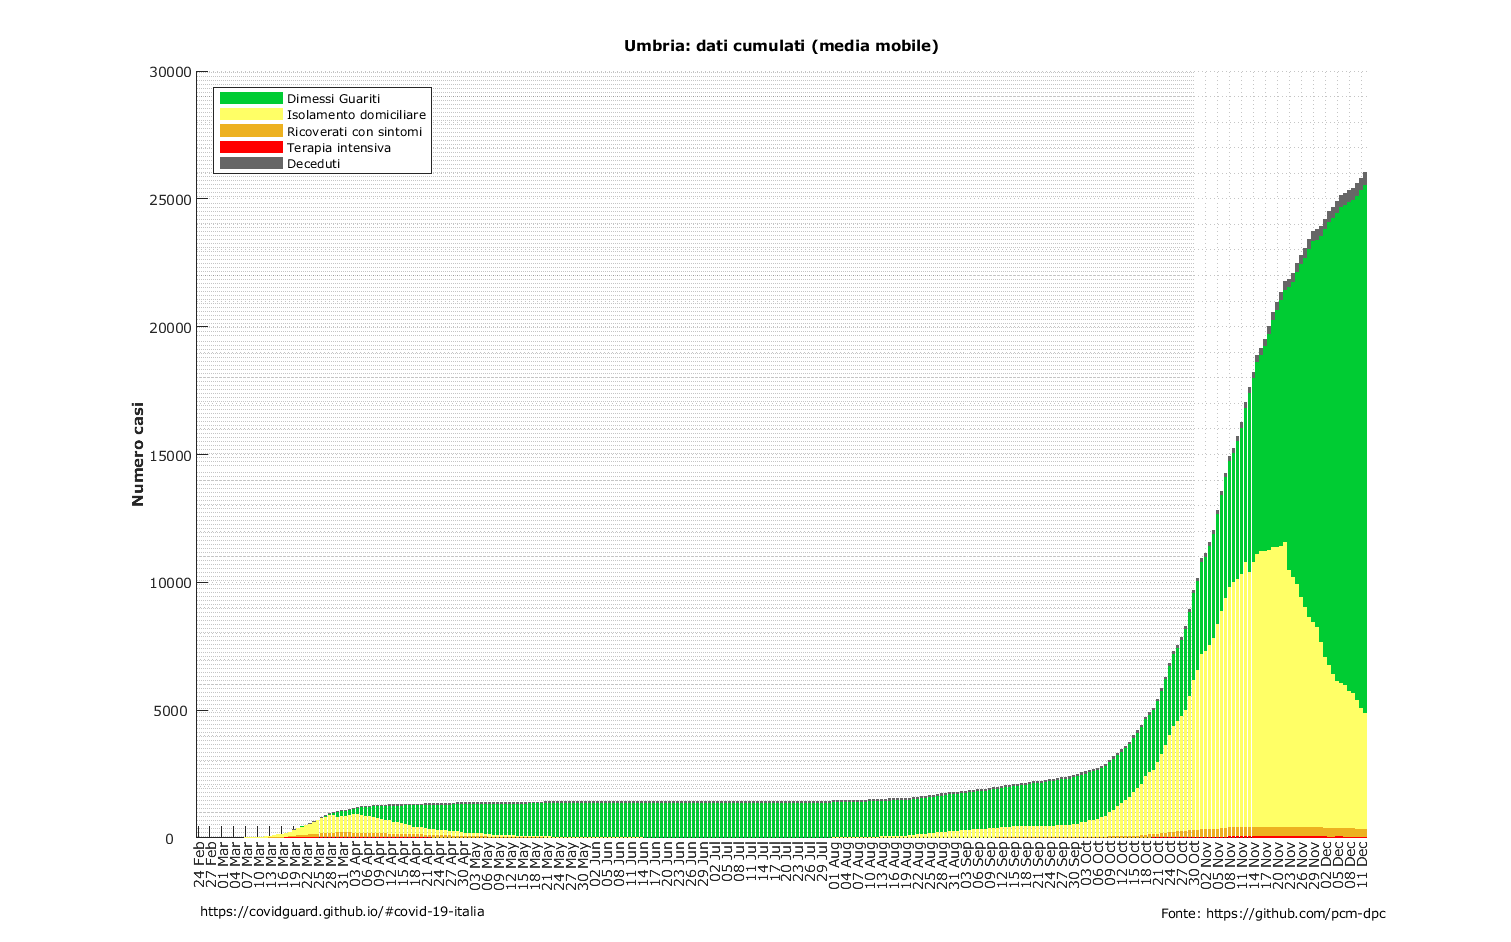 Umbria: dati cumulati (media mobile)
30000
25000
20000
15000
10000
5000
0
Numero casi
Dimessi Guariti
Isolamento domiciliare
Ricoverati con sintomi
Terapia intensiva
Deceduti
24 Feb
27 Feb
01 Mar
04 Mar
07 Mar
10 Mar
13 Mar
16 Mar
19 Mar
22 Mar
25 Mar
28 Mar
31 Mar
03 Apr
06 Apr
09 Apr
12 Apr
15 Apr
18 Apr
21 Apr
24 Apr
27 Apr
30 Apr
03 May
06 May
09 May
12 May
15 May
18 May
21 May
24 May
27 May
30 May
02 Jun
05 Jun
08 Jun
11 Jun
14 Jun
17 Jun
20 Jun
23 Jun
26 Jun
29 Jun
02 Jul
05 Jul
08 Jul
11 Jul
14 Jul
17 Jul
20 Jul
23 Jul
26 Jul
29 Jul
01 Aug
04 Aug
07 Aug
10 Aug
13 Aug
16 Aug
19 Aug
22 Aug
25 Aug
28 Aug
31 Aug
03 Sep
06 Sep
09 Sep
12 Sep
15 Sep
18 Sep
21 Sep
24 Sep
27 Sep
30 Sep
03 Oct
06 Oct
09 Oct
12 Oct
15 Oct
18 Oct
21 Oct
24 Oct
27 Oct
30 Oct
02 Nov
05 Nov
08 Nov
11 Nov
14 Nov
17 Nov
20 Nov
23 Nov
26 Nov
29 Nov
02 Dec
05 Dec
08 Dec
11 Dec
https://covidguard.github.io/#covid-19-italia
Fonte: https://github.com/pcm-dpc